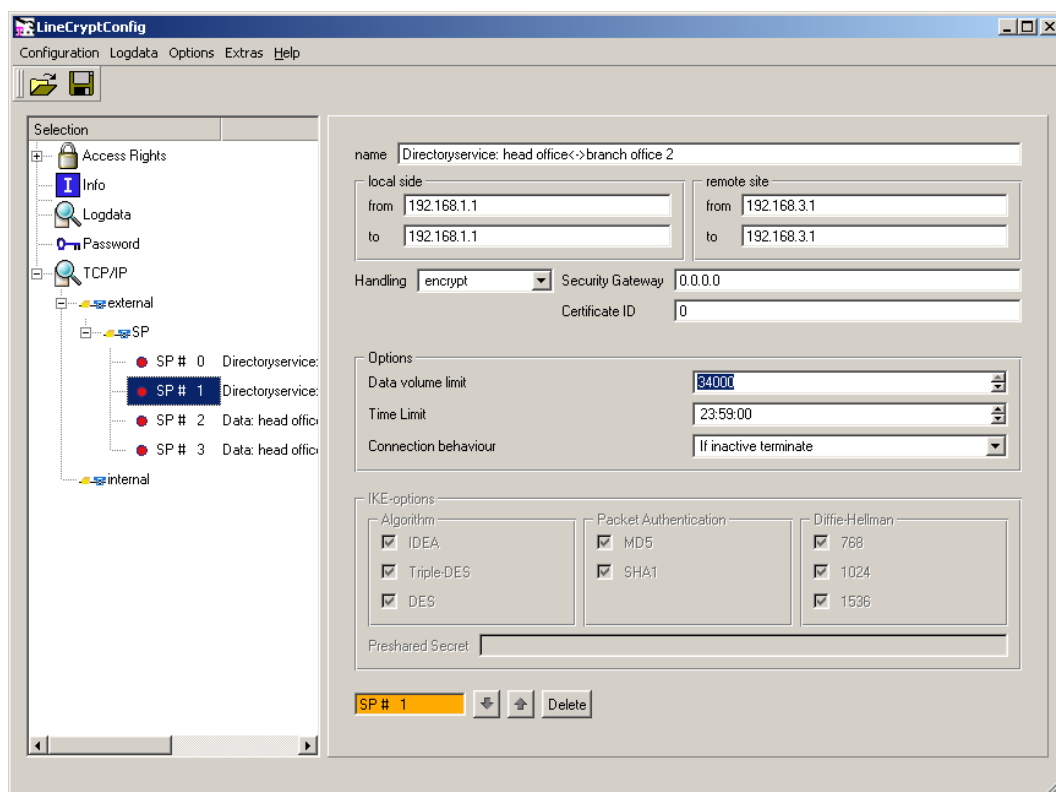 LineCryptConfig
Configuration Logdata Options Extras Help
Selection
Access Rights
I Info
Logdata
Password
TCP/IP
external
SP
SP # 0 Directoryservice:
SP # 1 Directoryservice:
SP # 2 Data: head offic
SP # 3 Data: head offic
internal
name Directoryservice: head office<->branch office 2
local side
from 192.168.1.1
to 192.168.1.1
remote site
from 192.168.3.1
to 192.168.3.1
Handling encrypt
Security Gateway 0.0.0.0
Certificate ID 0
Options
Data volume limit 34000
Time Limit 23:59:00
Connection behaviour If inactive terminate
IKE-options
Algorithm
IDEA
Triple-DES
DES
Packet Authentication
MD5
SHA1
Diffie-Hellman
768
1024
1536
Preshared Secret
SP # 1 Delete